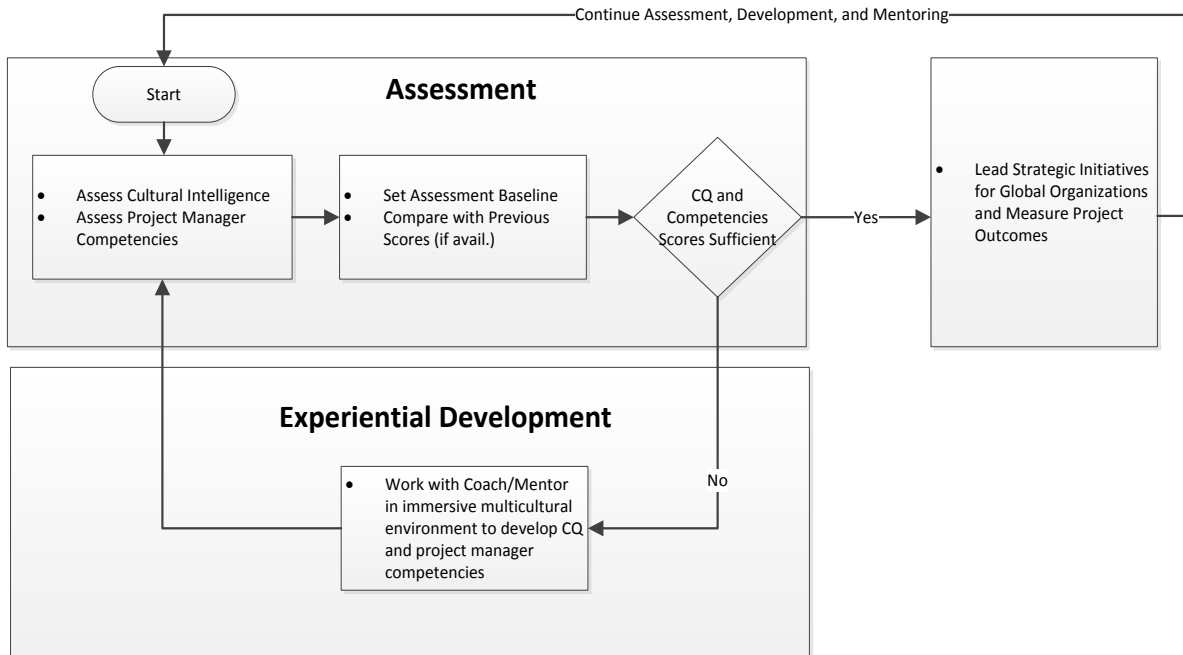 Continue Assessment, Development, and Mentoring
Assessment
Start
• Assess Cultural Intelligence
• Assess Project Manager
Competencies
• Set Assessment Baseline
• Compare with Previous
Scores (if avail.)
CQ and
Competencies
Scores Sufficient
Yes
• Lead Strategic Initiatives
for Global Organizations
and Measure Project
Outcomes
Experiential Development
• Work with Coach/Mentor
in immersive multicultural
environment to develop CQ
and project manager
competencies
No